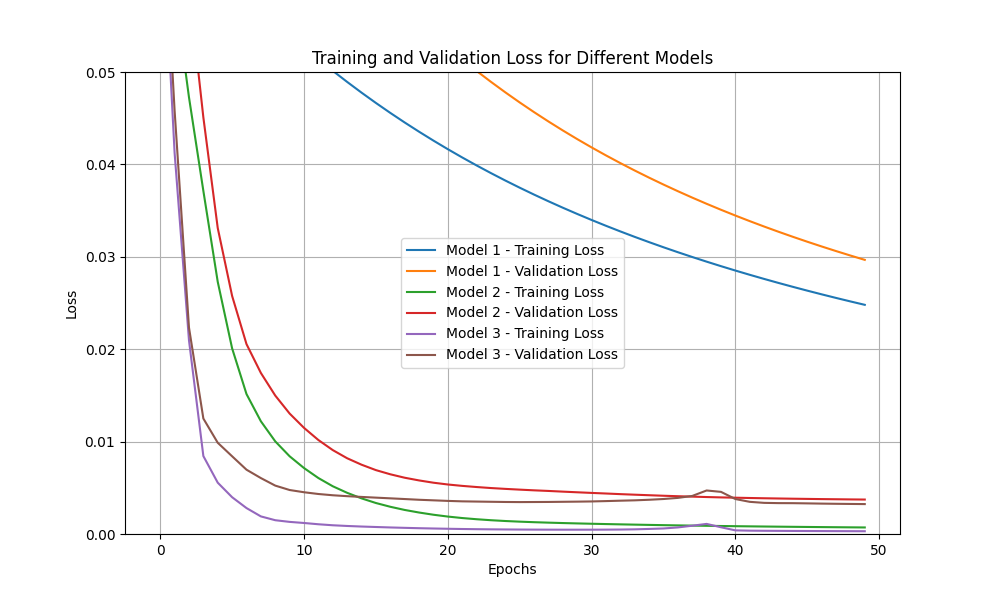 Training and Validation Loss for Different Models
0.05
0.04
0.03
0.02
0.01
0.00
Loss
Model 1 - Training Loss
Model 1 - Validation Loss
Model 2 - Training Loss
Model 2 - Validation Loss
Model 3 - Training Loss
Model 3 - Validation Loss
0 10 20 30 40 50
Epochs